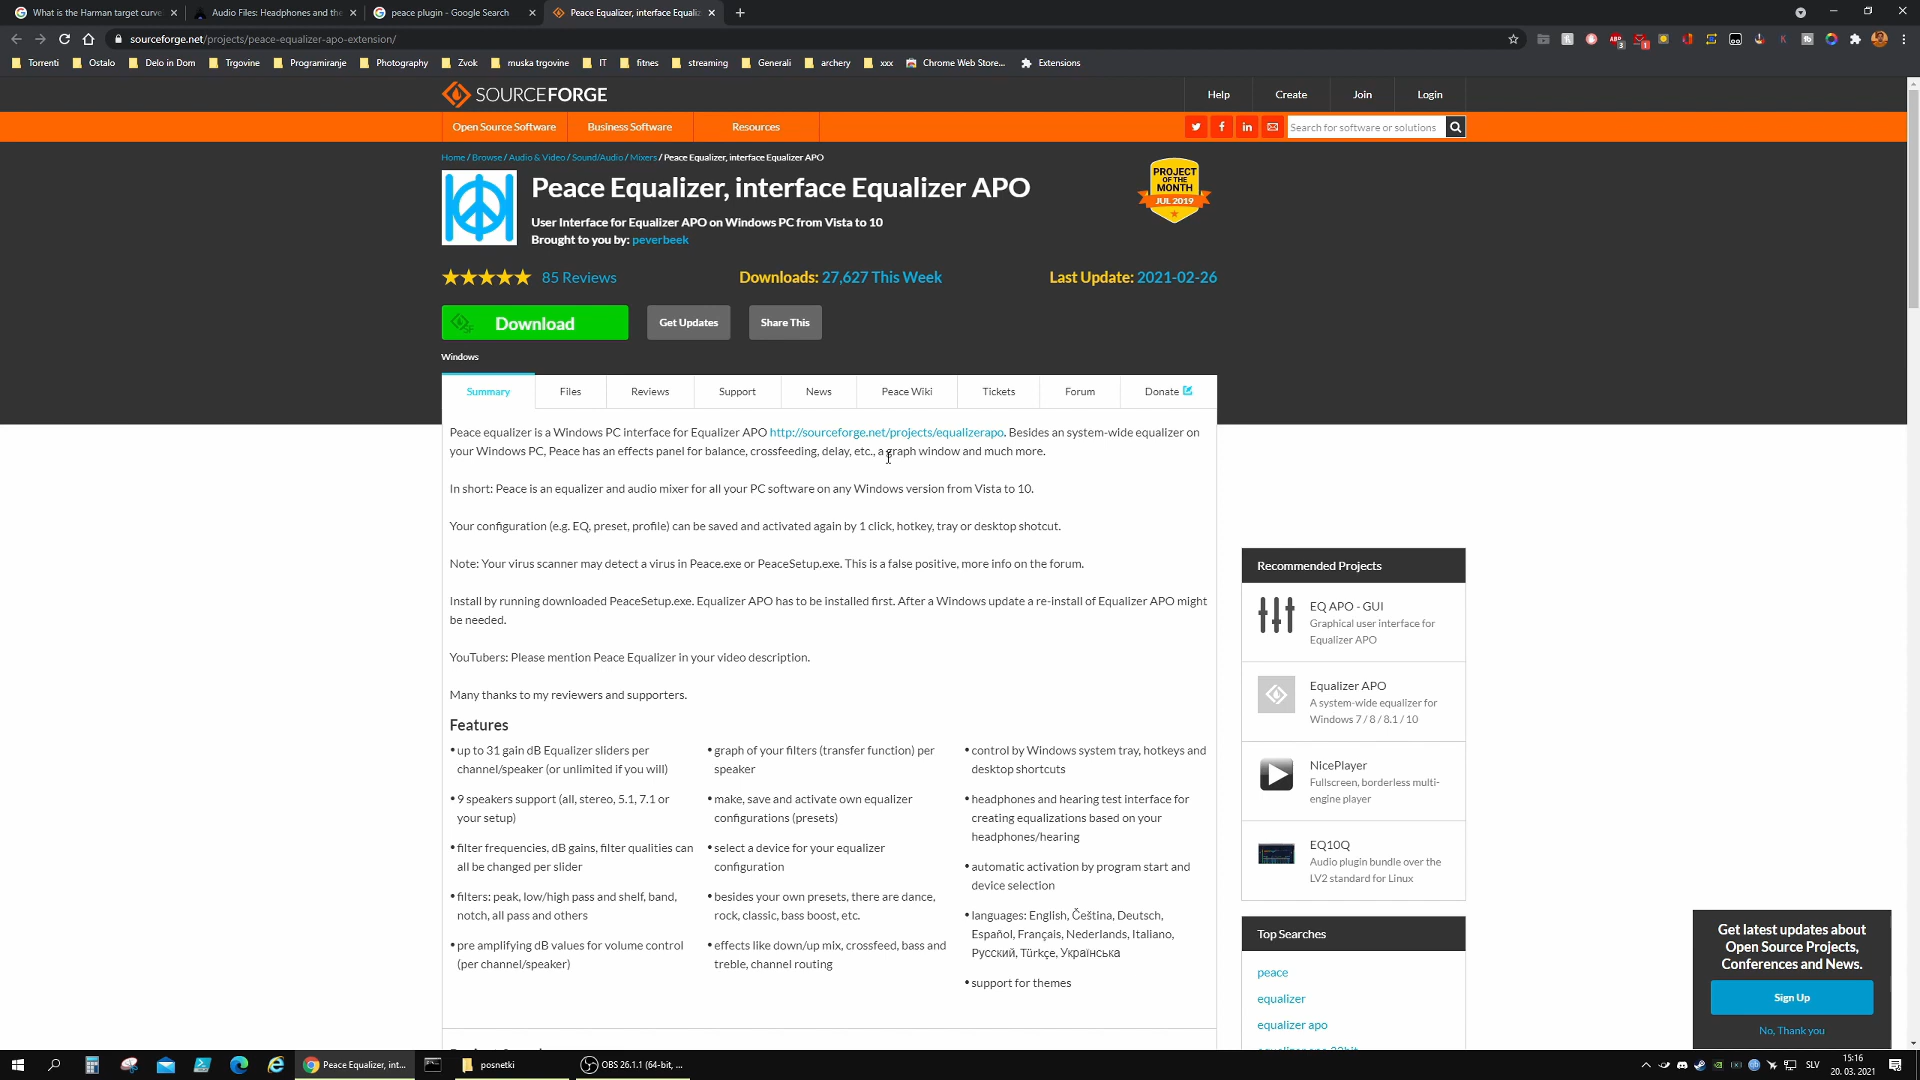 What is the Harman target curve
Audio Files: Headphones and the
peace plugin - Google Search
Peace Equalizer, interface Equaliz
sourceforge.net/projects/peace-equalizer-apo-extension/
Torrenti
Ostalo
Delo in Dom
Trgovine
Programiranje
Photography
Zvok
muska trgovine
IT
fitnes
streaming
Generali
archery
xxx
Chrome Web Store...
Extensions
SOURCEFORGE
Help
Create
Join
Login
Open Source Software
Business Software
Resources
Search for software or solutions
Home / Browse / Audio & Video / Sound/Audio / Mixers / Peace Equalizer, interface Equalizer APO
Peace Equalizer, interface Equalizer APO
PROJECT
OF THE
MONTH
JUL 2019
User Interface for Equalizer APO on Windows PC from Vista to 10
Brought to you by: peverbeek
85 Reviews
Downloads: 27,627 This Week
Last Update: 2021-02-26
Download
Get Updates
Share This
Windows
Summary
Files
Reviews
Support
News
Peace Wiki
Tickets
Forum
Donate
Peace equalizer is a Windows PC interface for Equalizer APO http://sourceforge.net/projects/equalizerapo. Besides an system-wide equalizer on
your Windows PC, Peace has an effects panel for balance, crossfeeding, delay, etc., a graph window and much more.
In short: Peace is an equalizer and audio mixer for all your PC software on any Windows version from Vista to 10.
Your configuration (e.g. EQ, preset, profile) can be saved and activated again by 1 click, hotkey, tray or desktop shotcut.
Note: Your virus scanner may detect a virus in Peace.exe or PeaceSetup.exe. This is a false positive, more info on the forum.
Install by running downloaded PeaceSetup.exe. Equalizer APO has to be installed first. After a Windows update a re-install of Equalizer APO might
be needed.
YouTubers: Please mention Peace Equalizer in your video description.
Many thanks to my reviewers and supporters.
Features
• up to 31 gain dB Equalizer sliders per
channel/speaker (or unlimited if you will)
• 9 speakers support (all, stereo, 5.1, 7.1 or
your setup)
• filter frequencies, dB gains, filter qualities can
all be changed per slider
• filters: peak, low/high pass and shelf, band,
notch, all pass and others
• pre amplifying dB values for volume control
(per channel/speaker)
• graph of your filters (transfer function) per
speaker
• make, save and activate own equalizer
configurations (presets)
• select a device for your equalizer
configuration
• besides your own presets, there are dance,
rock, classic, bass boost, etc.
• effects like down/up mix, crossfeed, bass and
treble, channel routing
• control by Windows system tray, hotkeys and
desktop shortcuts
• headphones and hearing test interface for
creating equalizations based on your
headphones/hearing
• automatic activation by program start and
device selection
• languages: English, Čeština, Deutsch,
Español, Français, Nederlands, Italiano,
Русский, Türkçe, Українська
• support for themes
Recommended Projects
EQ APO - GUI
Graphical user interface for
Equalizer APO
Equalizer APO
A system-wide equalizer for
Windows 7 / 8 / 8.1 / 10
NicePlayer
Fullscreen, borderless multi-
engine player
EQ10Q
Audio plugin bundle over the
LV2 standard for Linux
Top Searches
peace
equalizer
equalizer apo
Get latest updates about
Open Source Projects,
Conferences and News.
Sign Up
No, Thank you
Peace Equalizer, int...
posnetki
OBS 26.1.1 (64-bit, ...
SLV
15:16
20. 03. 2021